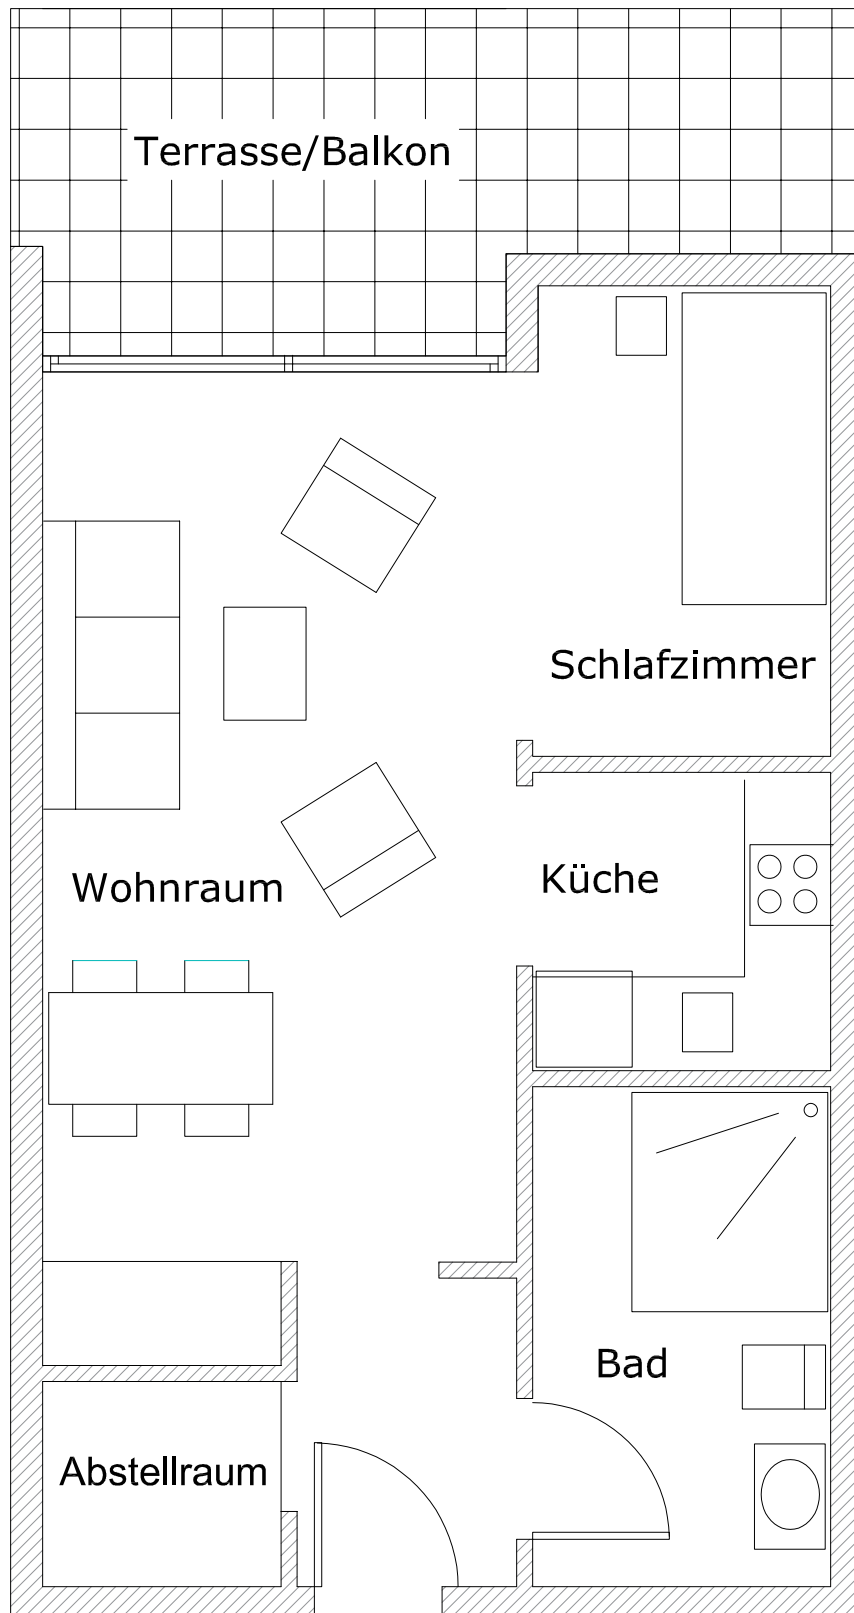 Terrasse/Balkon
Schlafzimmer
Wohnraum
Küche
Bad
Abstellraum